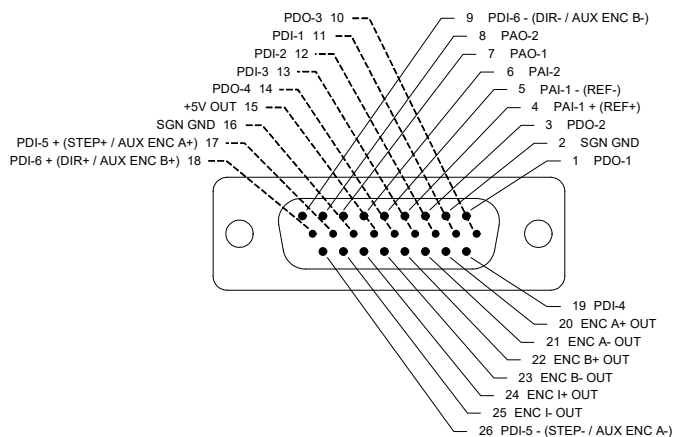 PDO-3 10
PDI-1 11
PDI-2 12
PDI-3 13
PDO-4 14
+5V OUT 15
SGN GND 16
PDI-5 + (STEP+ / AUX ENC A+) 17
PDI-6 + (DIR+ / AUX ENC B+) 18
9 PDI-6 - (DIR- / AUX ENC B-)
8 PAO-2
7 PAO-1
6 PAI-2
5 PAI-1 - (REF-)
4 PAI-1 + (REF+)
3 PDO-2
2 SGN GND
1 PDO-1
19 PDI-4
20 ENC A+ OUT
21 ENC A- OUT
22 ENC B+ OUT
23 ENC B- OUT
24 ENC I+ OUT
25 ENC I- OUT
26 PDI-5 - (STEP- / AUX ENC A-)